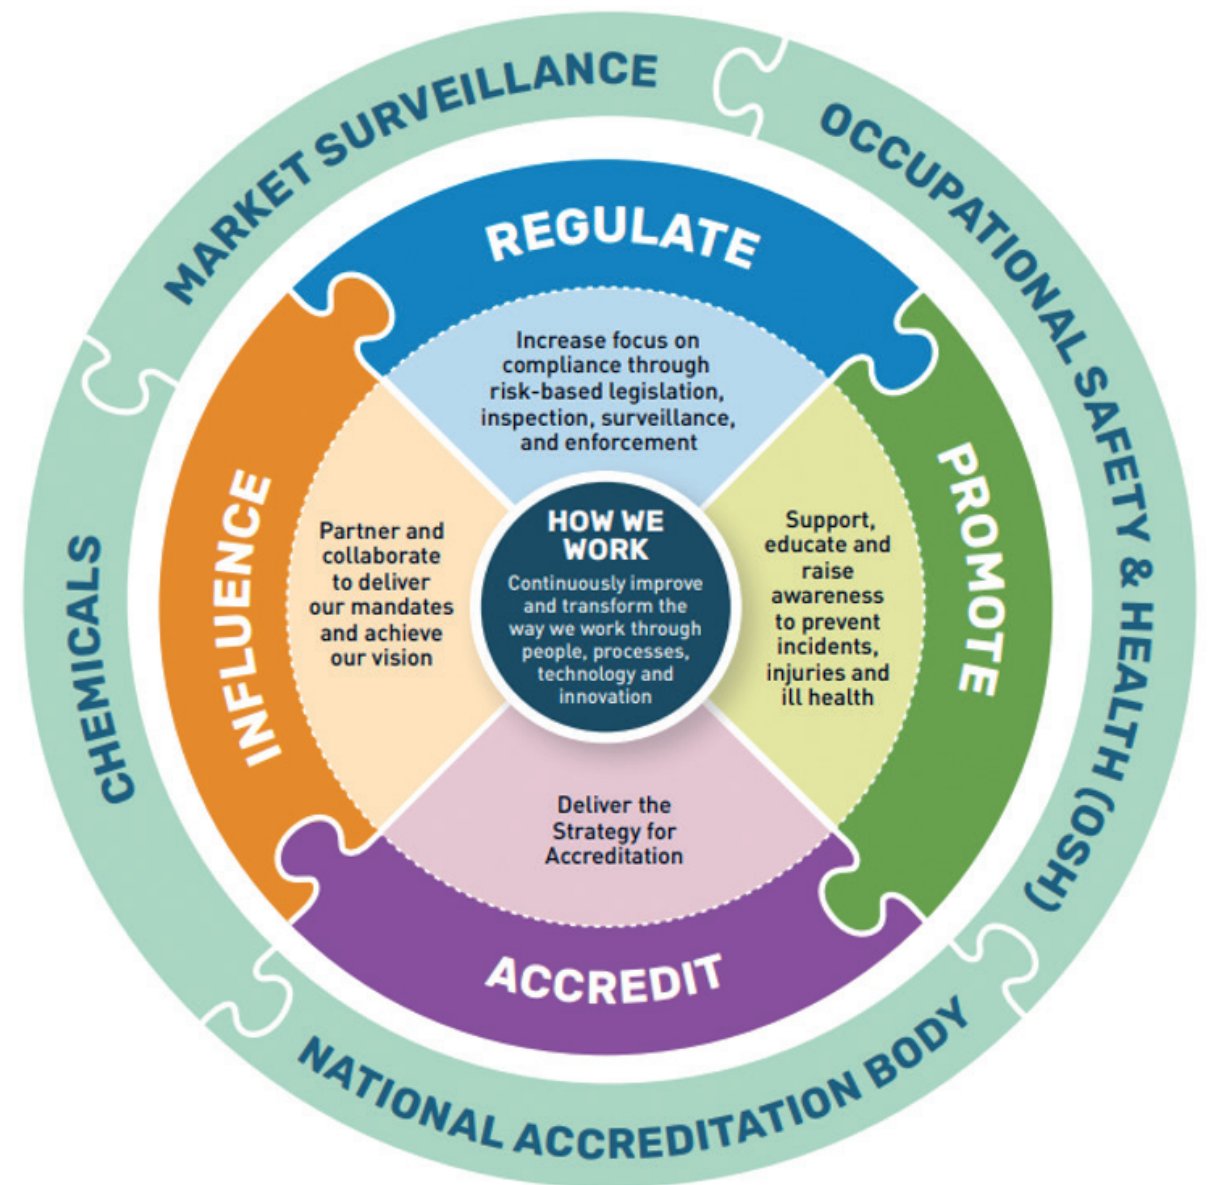 MARKET SURVEILLANCE
OCCUPATIONAL SAFETY & HEALTH (OSH)
NATIONAL ACCREDITATION BODY
CHEMICALS
REGULATE
Increase focus on
compliance through
risk-based legislation,
inspection, surveillance,
and enforcement
PROMOTE
Support,
educate and
raise
awareness
to prevent
incidents,
injuries and
ill health
ACCREDIT
Deliver the
Strategy for
Accreditation
INFLUENCE
Partner and
collaborate
to deliver
our mandates
and achieve
our vision
HOW WE
WORK
Continuously improve
and transform the
way we work through
people, processes,
technology and
innovation